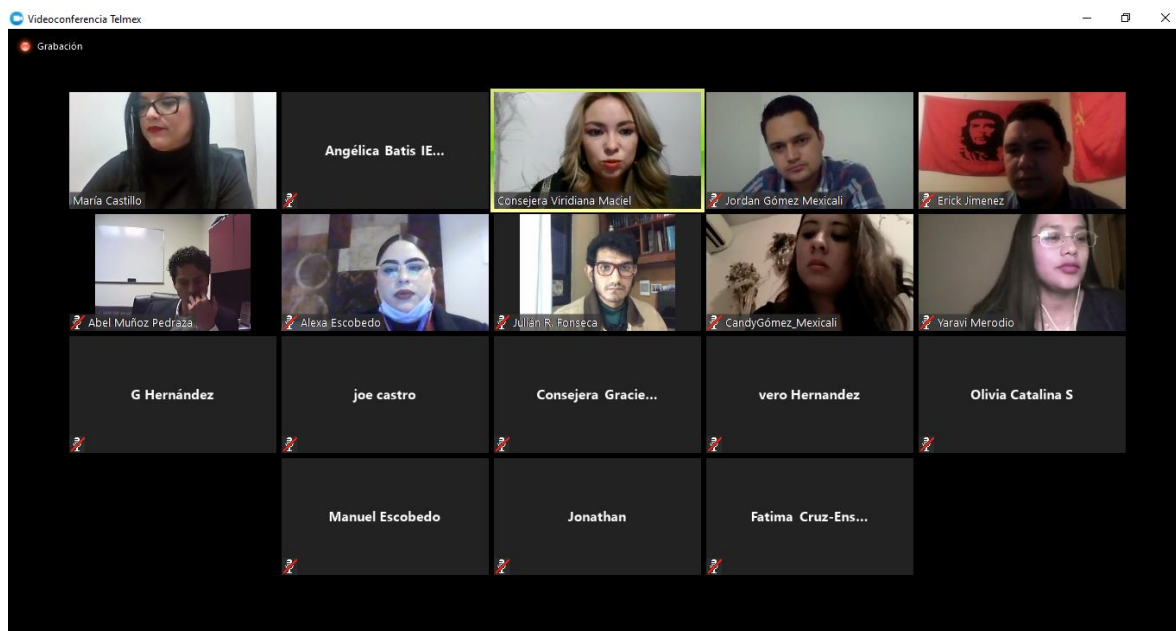 Videoconferencia Telmex
Grabación
María Castillo
Angélica Batis IE...
Consejera Viridiana Maciel
Jordan Gómez Mexicali
Erick Jimenez
Abel Muñoz Pedraza
Alexa Escobedo
Julián R. Fonseca
CandyGómez_Mexicali
Yaravi Merodio
G Hernández
joe castro
Consejera Gracie...
vero Hernandez
Olivia Catalina S
Manuel Escobedo
Jonathan
Fatima Cruz-Ens...